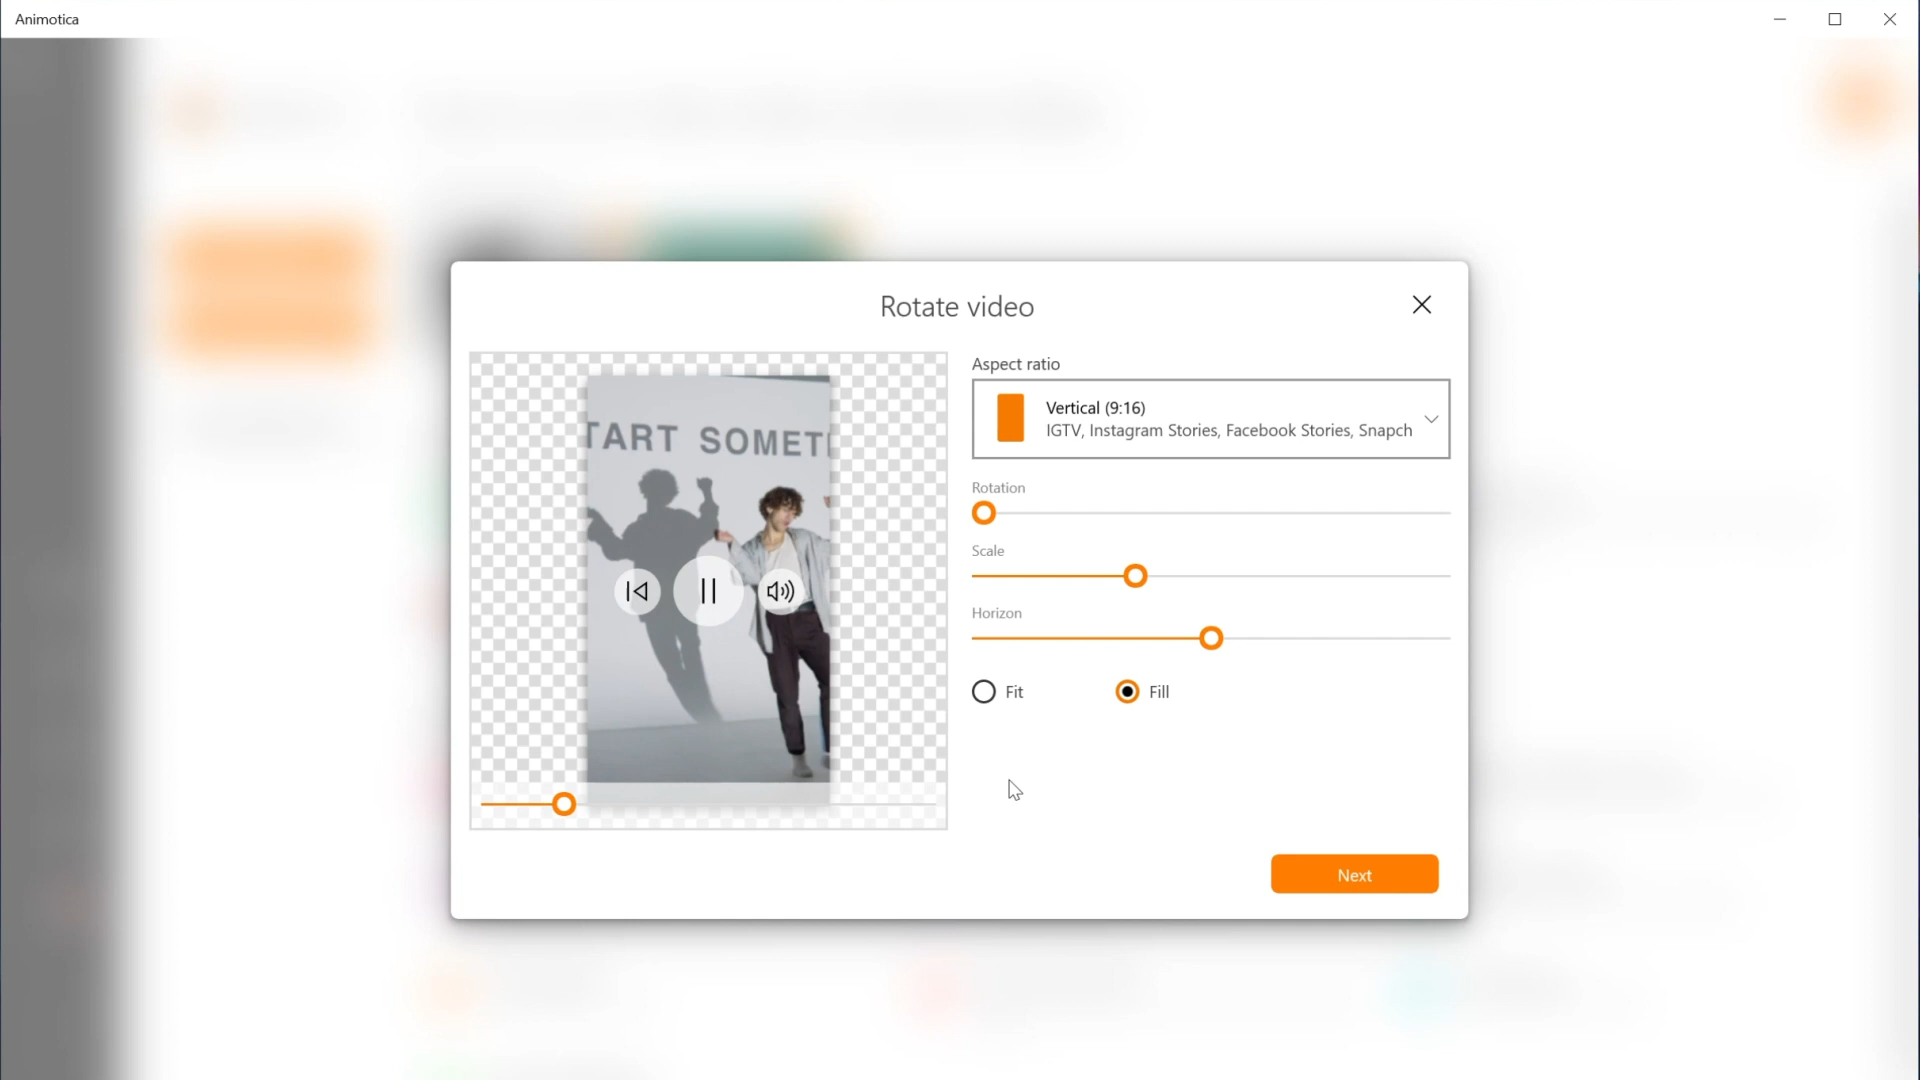 Animotica
Rotate video
Aspect ratio
Vertical (9:16)
IGTV, Instagram Stories, Facebook Stories, Snapch
TART SOMET
Rotation
Scale
Horizon
Fit
Fill
Next